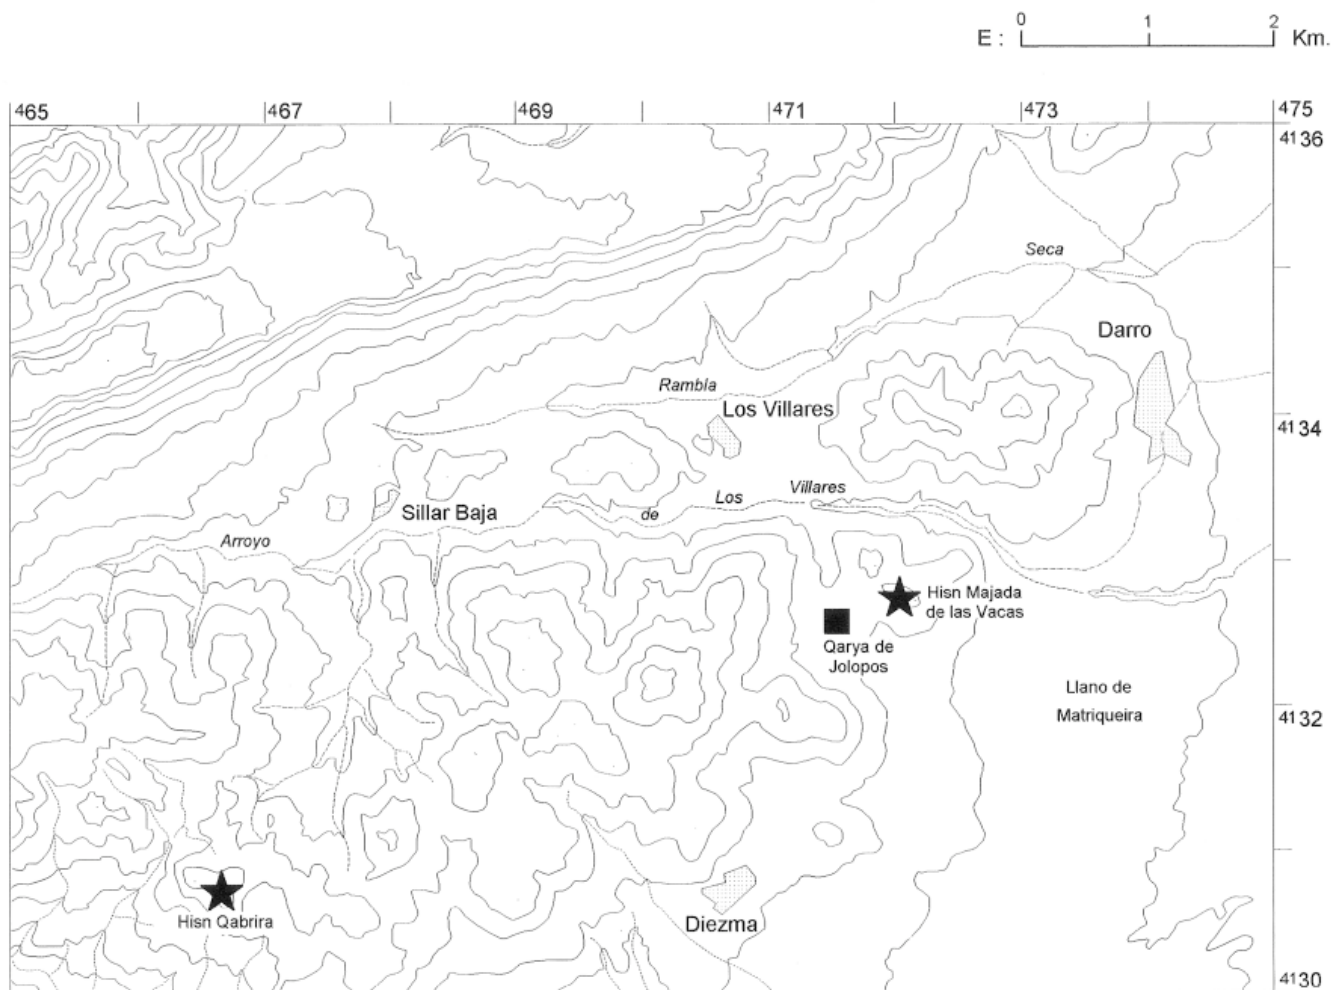 0 1 2
E : Km.
465 467 469 471 473 475
4136
Seca
Darro
Rambla
Los Villares
4134
Villares
Los
de
Sillar Baja
Arroyo
Hisn Majada
de las Vacas
Qarya de
Jolopos
Llano de
Matriqueira
4132
Hisn Qabrira
Diezma
4130